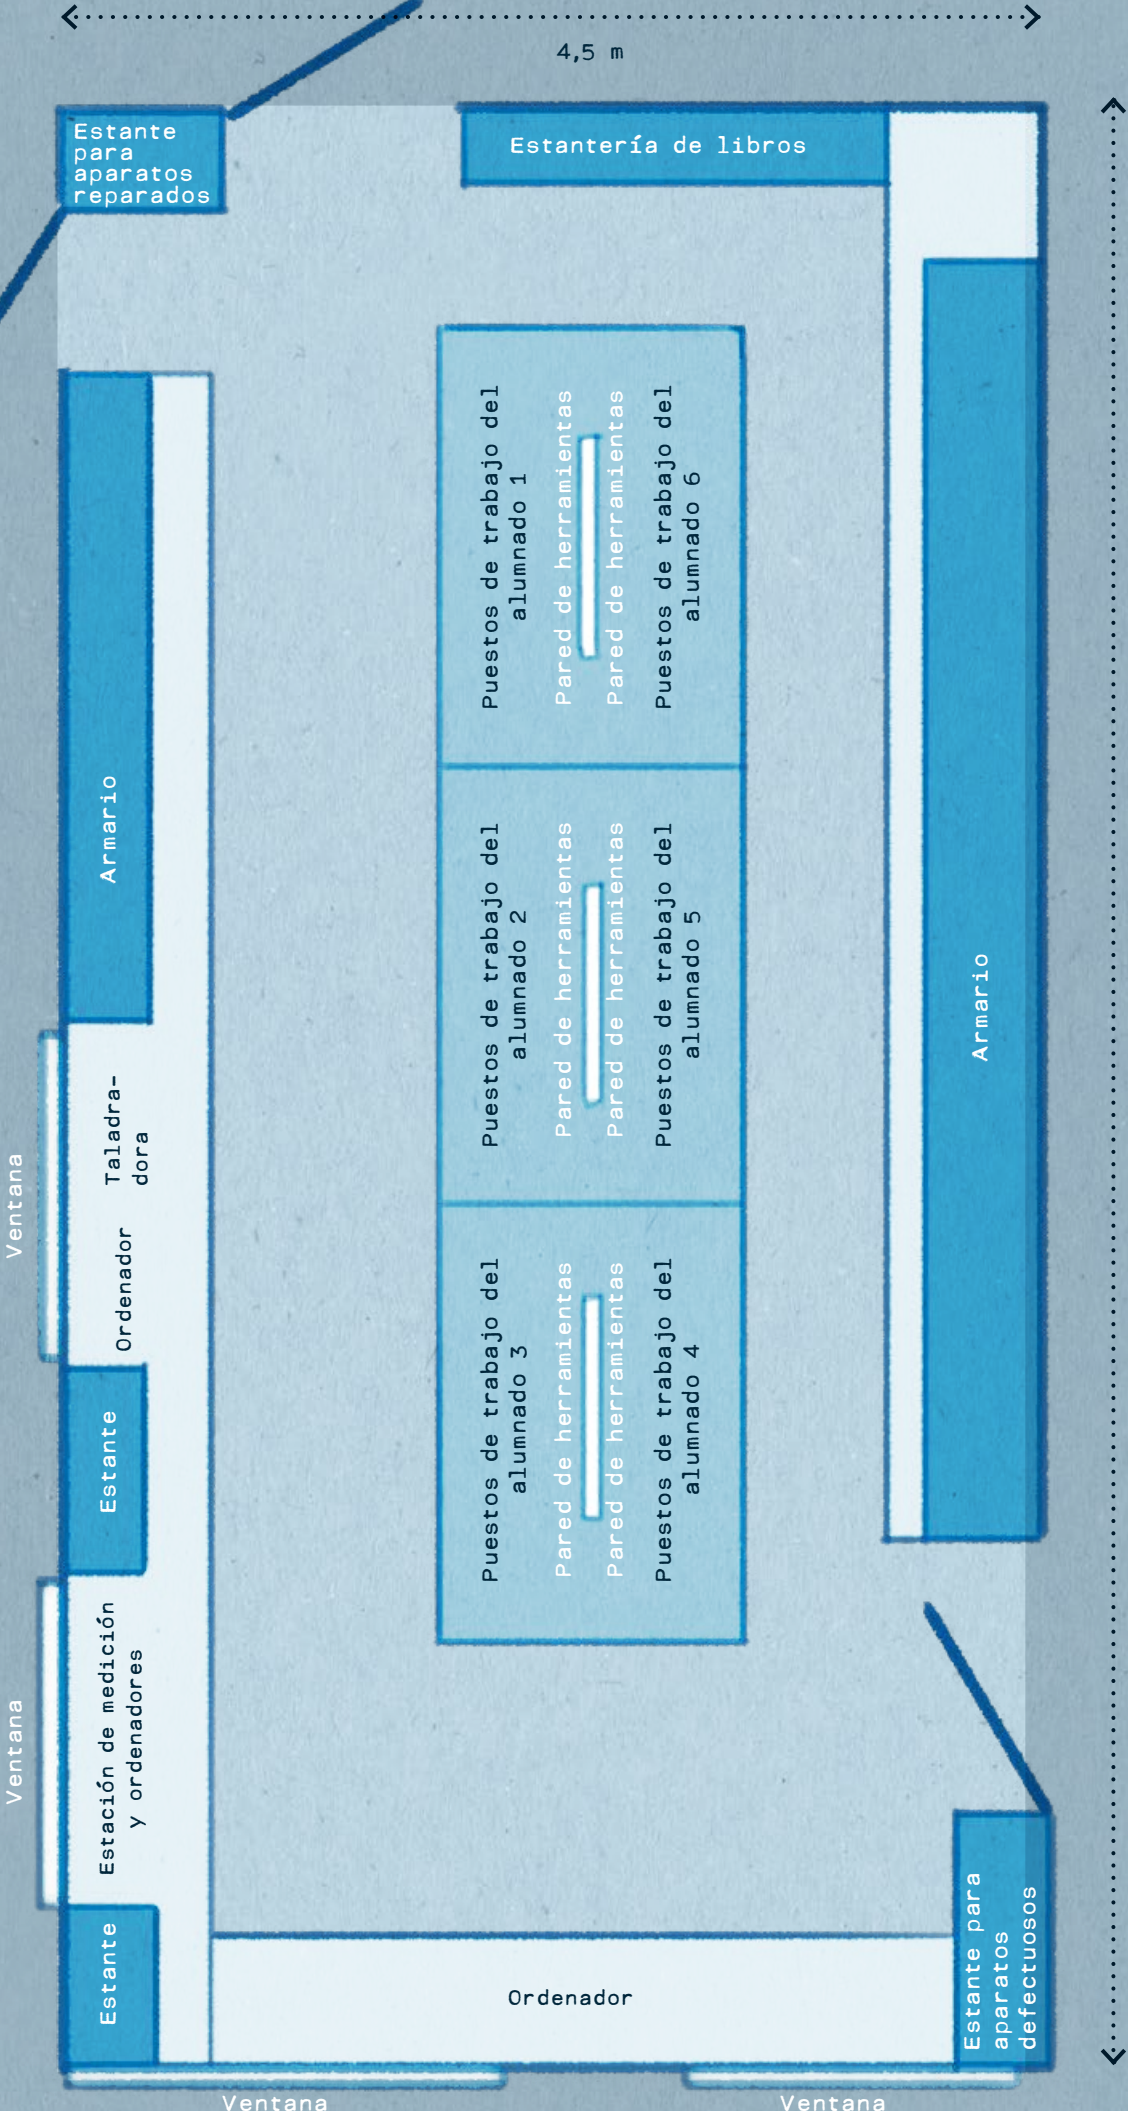 4,5 m
Estante
para
aparatos
reparados
Estantería de libros
Puestos de trabajo del
alumnado 1
Pared de herramientas
Pared de herramientas
Puestos de trabajo del
alumnado 6
Armario
Puestos de trabajo del
alumnado 2
Pared de herramientas
Pared de herramientas
Puestos de trabajo del
alumnado 5
Armario
Ventana
Taladra-
dora
Ordenador
Puestos de trabajo del
alumnado 3
Pared de herramientas
Pared de herramientas
Puestos de trabajo del
alumnado 4
Estante
Ventana
Estación de medición
y ordenadores
Estante
Ordenador
Estante para
aparatos
defectuosos
Ventana
Ventana